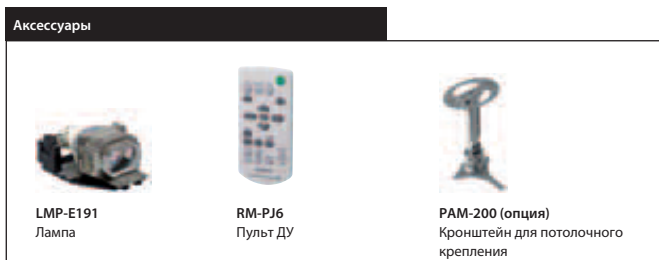 Аксессуары
LMP-E191
Лампа
RM-PJ6
Пульт ДУ
PAM-200 (опция)
Кронштейн для потолочного
крепления